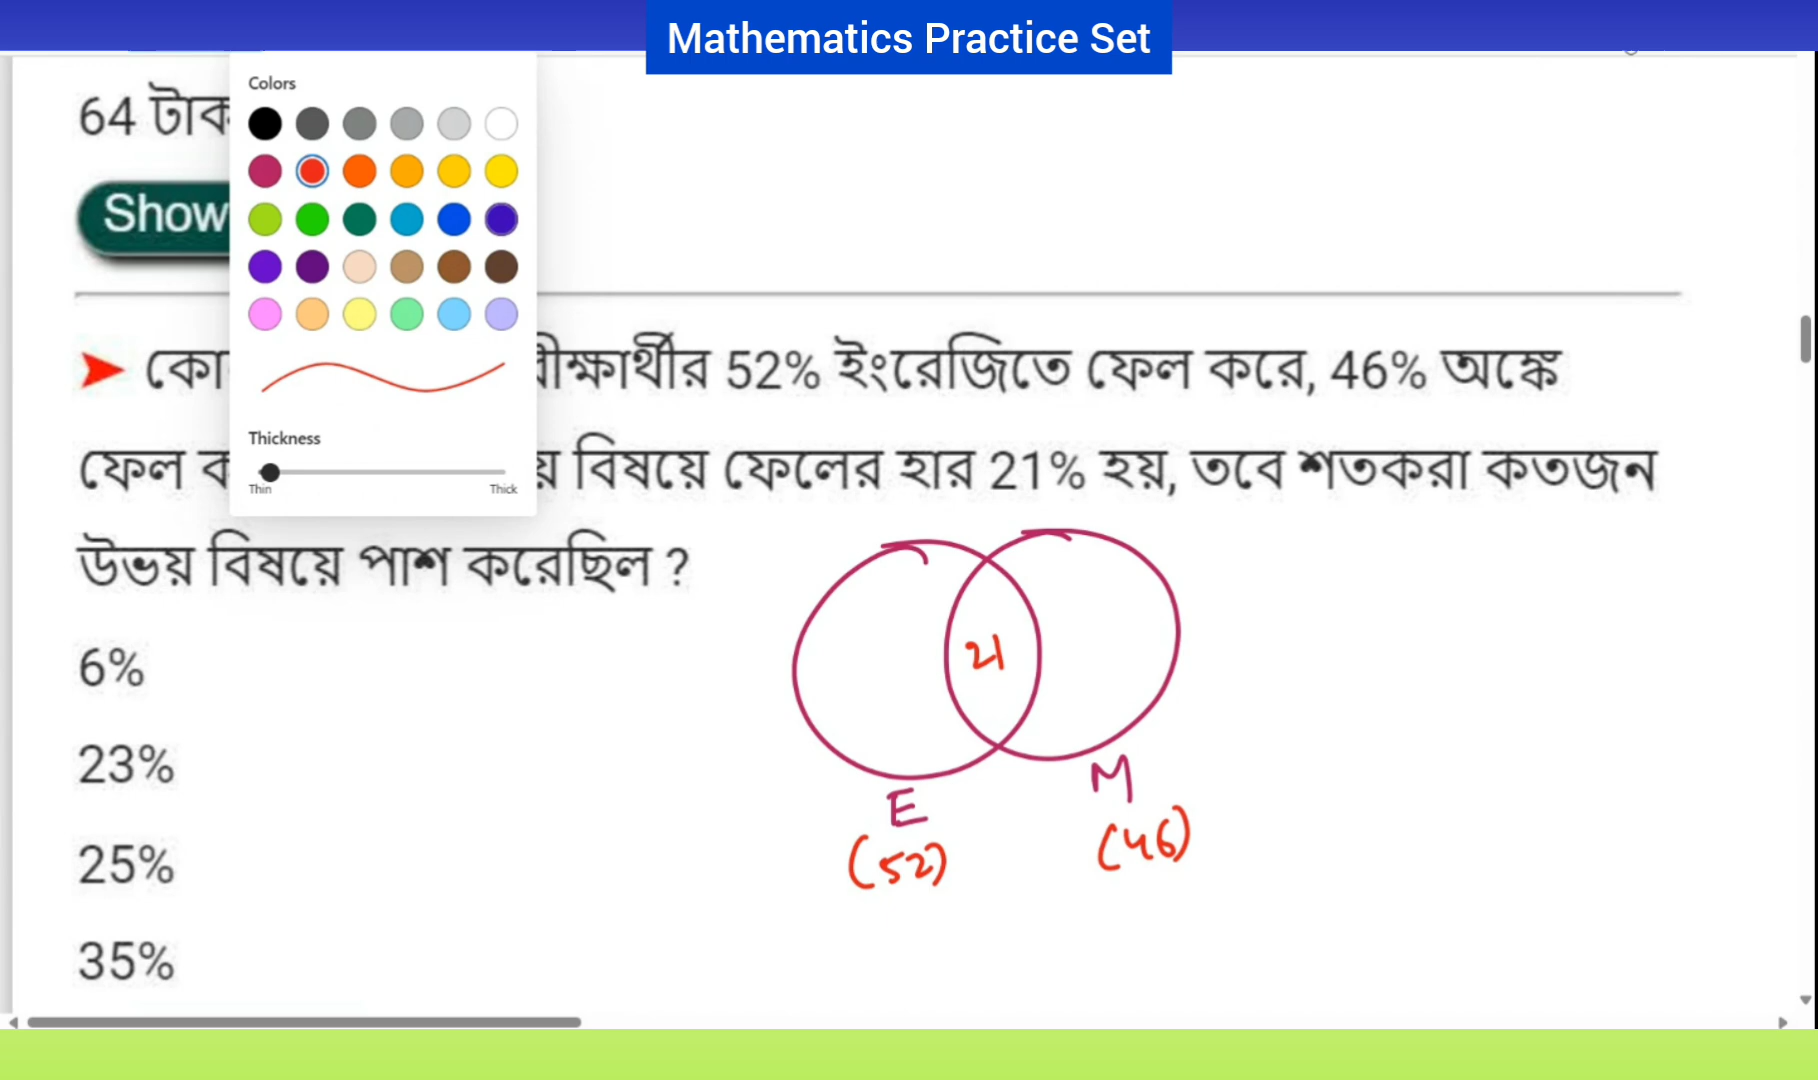 Mathematics Practice Set
64
Show
Colors
Thickness
Thin Thick
52% ইংরেজিতে ফেল করে, 46% অঙ্কে
ফেল বিষয়ে ফেলের হার 21% হয়, তবে শতকরা কতজন
উভয় বিষয়ে পাশ করেছিল ?
6%
23%
25%
35%
21
E
M
(52)
(46)